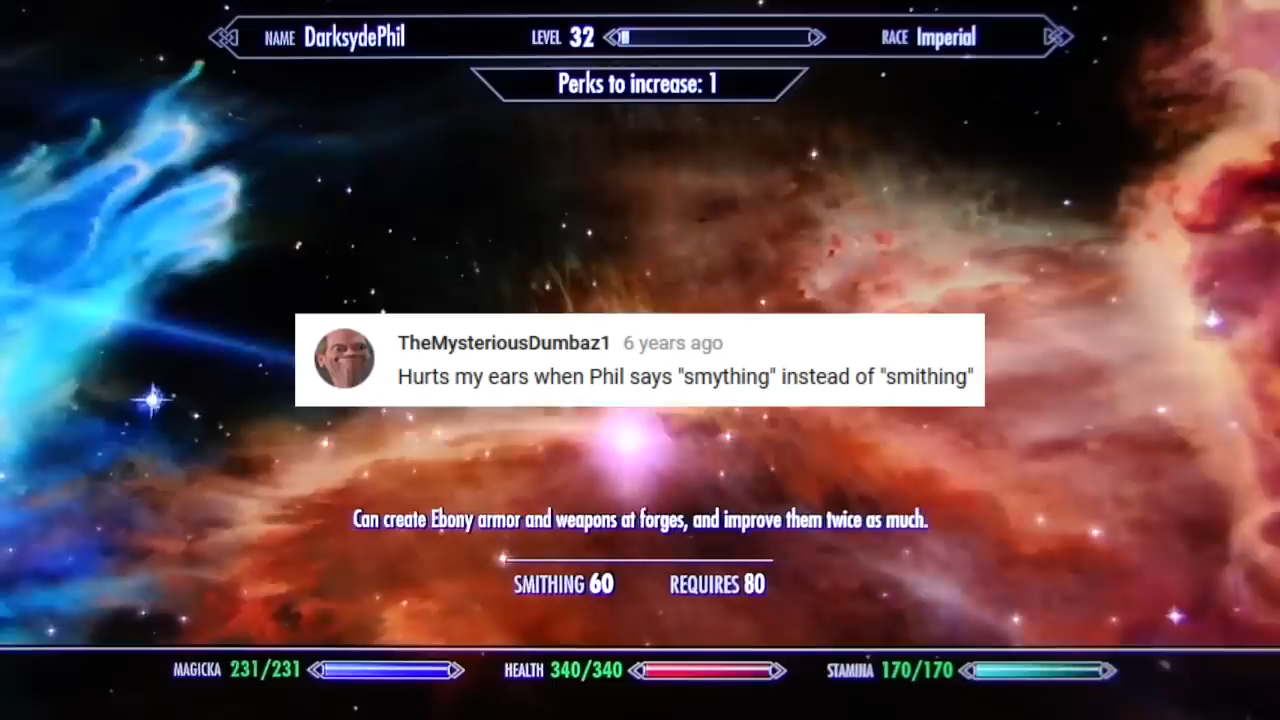 NAME DarksydePhil LEVEL 32 RACE Imperial
Perks to increase: 1
TheMysteriousDumbaz1 6 years ago
Hurts my ears when Phil says "smything" instead of "smithing"
Can create Ebony armor and weapons at forges, and improve them twice as much.
SMITHING 60 REQUIRES 80
MAGICKA 231/231 HEALTH 340/340 STAMINA 170/170